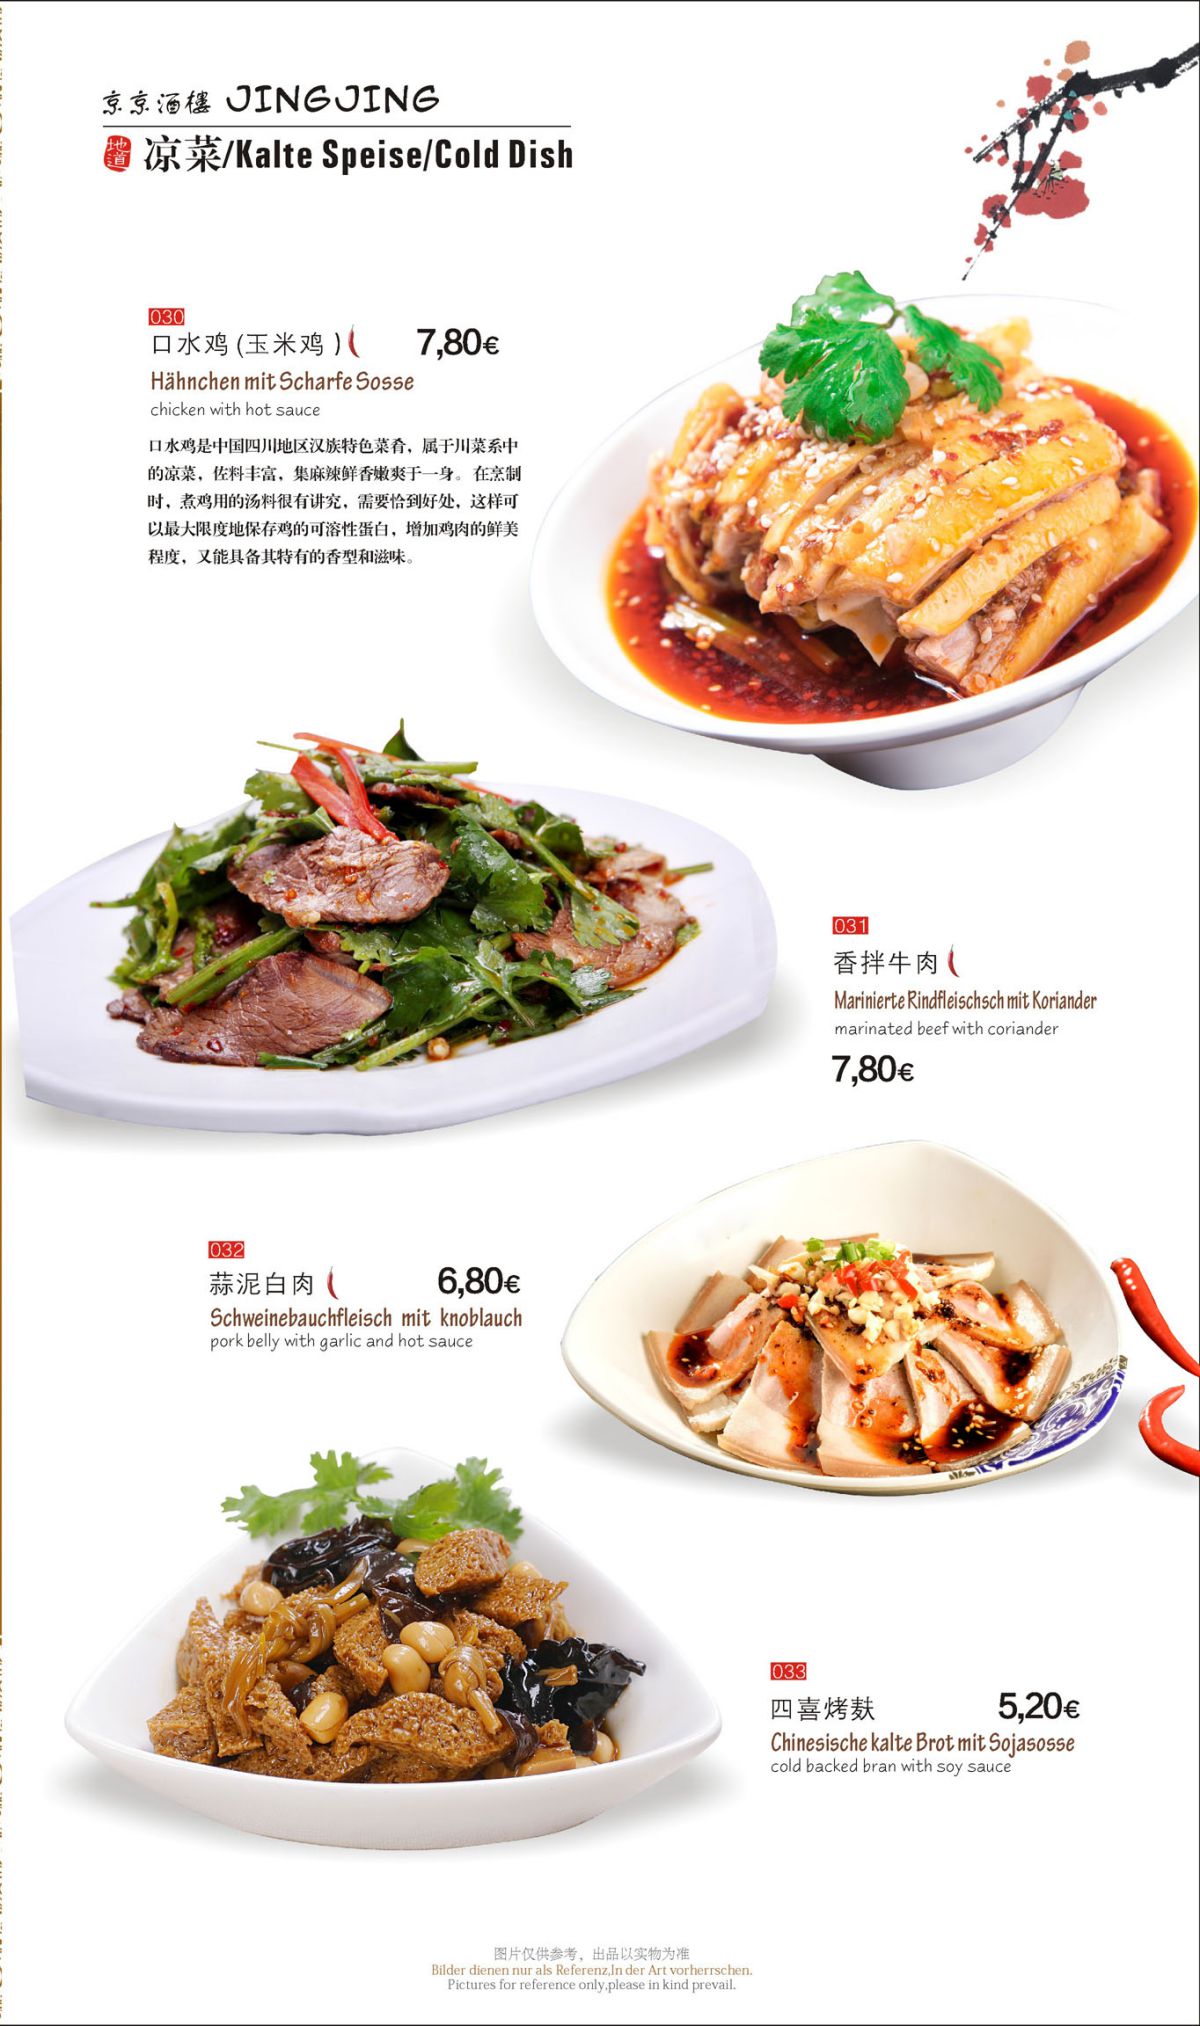 京京酒樓 JINGJING
地道 凉菜/Kalte Speise/Cold Dish
030
口水鸡(玉米鸡) 7,80€
Hähnchen mit Scharfe Sosse
chicken with hot sauce
口水鸡是中国四川地区汉族特色菜肴，属于川菜系中
的凉菜，佐料丰富，集麻辣鲜香嫩爽于一身。在烹制
时，煮鸡用的汤料很有讲究，需要恰到好处，这样可
以最大限度地保存鸡的可溶性蛋白，增加鸡肉的鲜美
程度，又能具备其特有的香型和滋味。
031
香拌牛肉
Marinierte Rindfleischsch mit Koriander
marinated beef with coriander
7,80€
032
蒜泥白肉 6,80€
Schweinebauchfleisch mit knoblauch
pork belly with garlic and hot sauce
033
四喜烤麸 5,20€
Chinesische kalte Brot mit Sojasosse
cold backed bran with soy sauce
图片仅供参考，出品以实物为准
Bilder dienen nur als Referenz,In der Art vorherrschen.
Pictures for reference only,please in kind prevail.